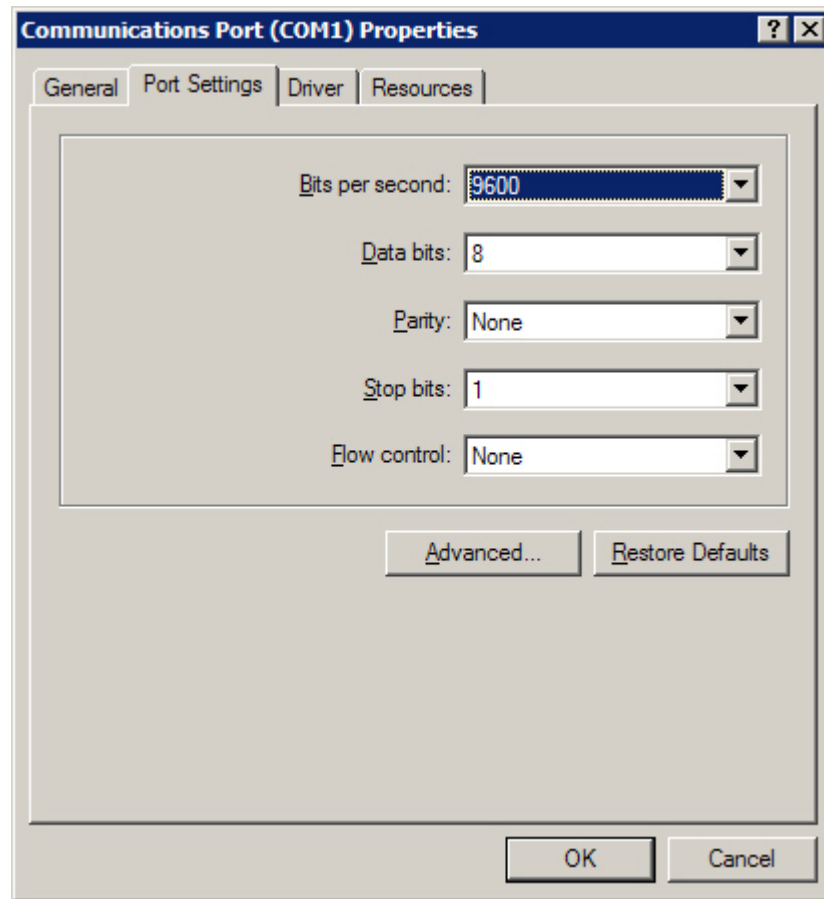 Communications Port (COM1) Properties
General Port Settings Driver Resources
Bits per second: 9600
Data bits: 8
Parity: None
Stop bits: 1
Flow control: None
Advanced... Restore Defaults
OK Cancel